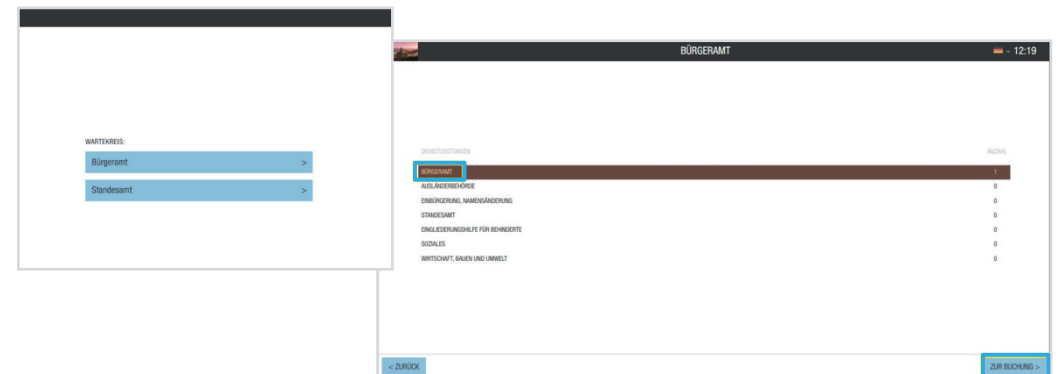 WARTEKREIS:
Bürgeramt >
Standesamt >
BÜRGERAMT - 12:19
DIENSTLEISTUNGEN ANZAHL
BÜRGERAMT 1
AUSLÄNDERBEHÖRDE 0
EINBÜRGERUNG, NAMENSÄNDERUNG 0
STANDESAMT 0
EINGLIEDERUNGSHILFE FÜR BEHINDERTE 0
SOZIALES 0
WIRTSCHAFT, BAUEN UND UMWELT 0
< ZURÜCK ZUR BUCHUNG >